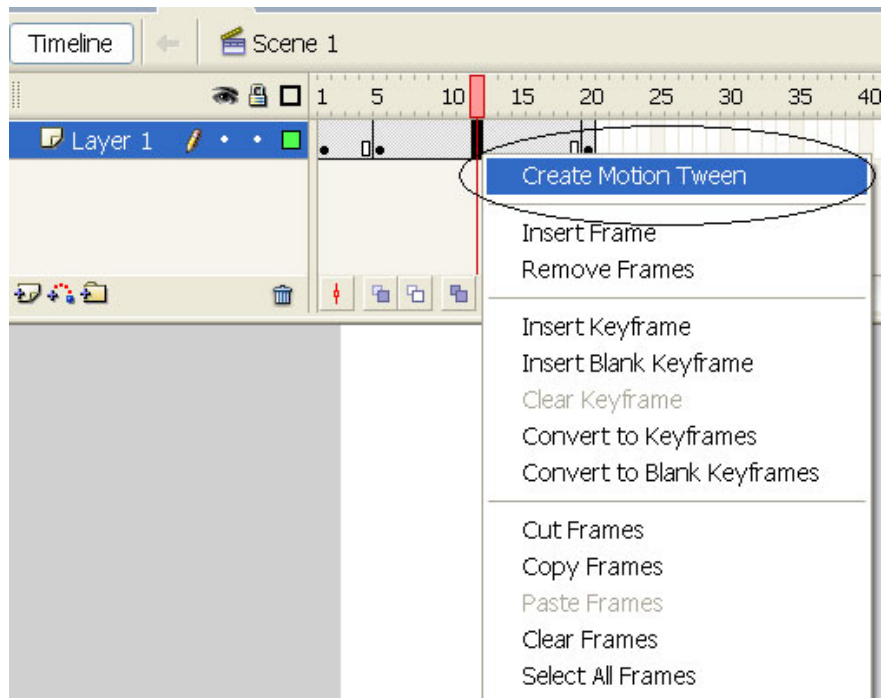 Timeline Scene 1
1 5 10 15 20 25 30 35 40
Layer 1
Create Motion Tween
Insert Frame
Remove Frames
Insert Keyframe
Insert Blank Keyframe
Clear Keyframe
Convert to Keyframes
Convert to Blank Keyframes
Cut Frames
Copy Frames
Paste Frames
Clear Frames
Select All Frames